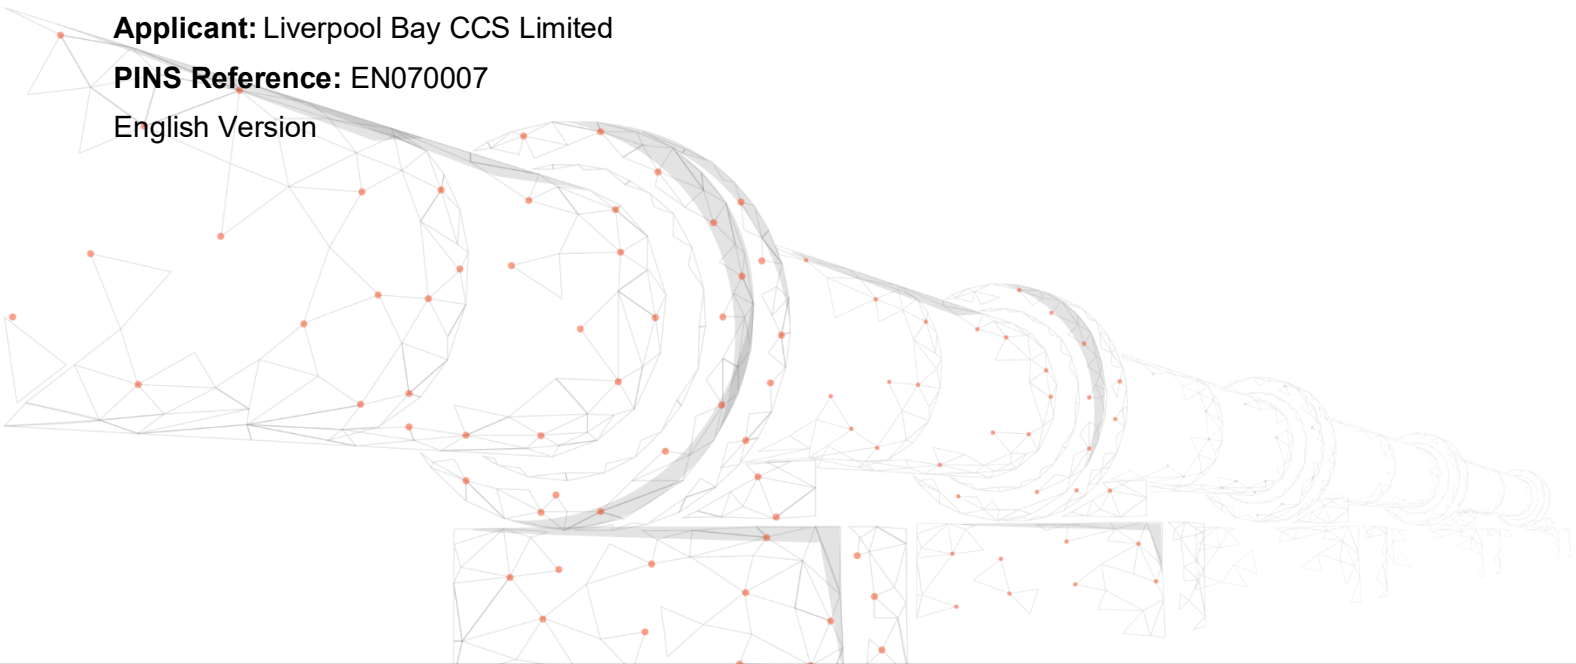 Applicant: Liverpool Bay CCS Limited
PINS Reference: EN070007
English Version